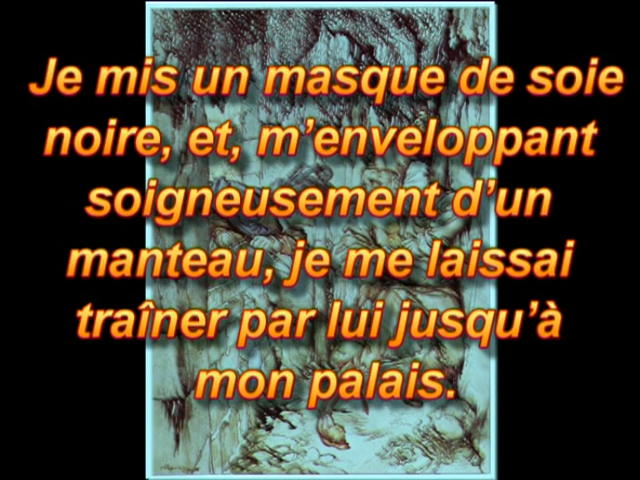 Je mis un masque de soie
noire, et, m’enveloppant
soigneusement d’un
manteau, je me laissai
traîner par lui jusqu’à
mon palais.